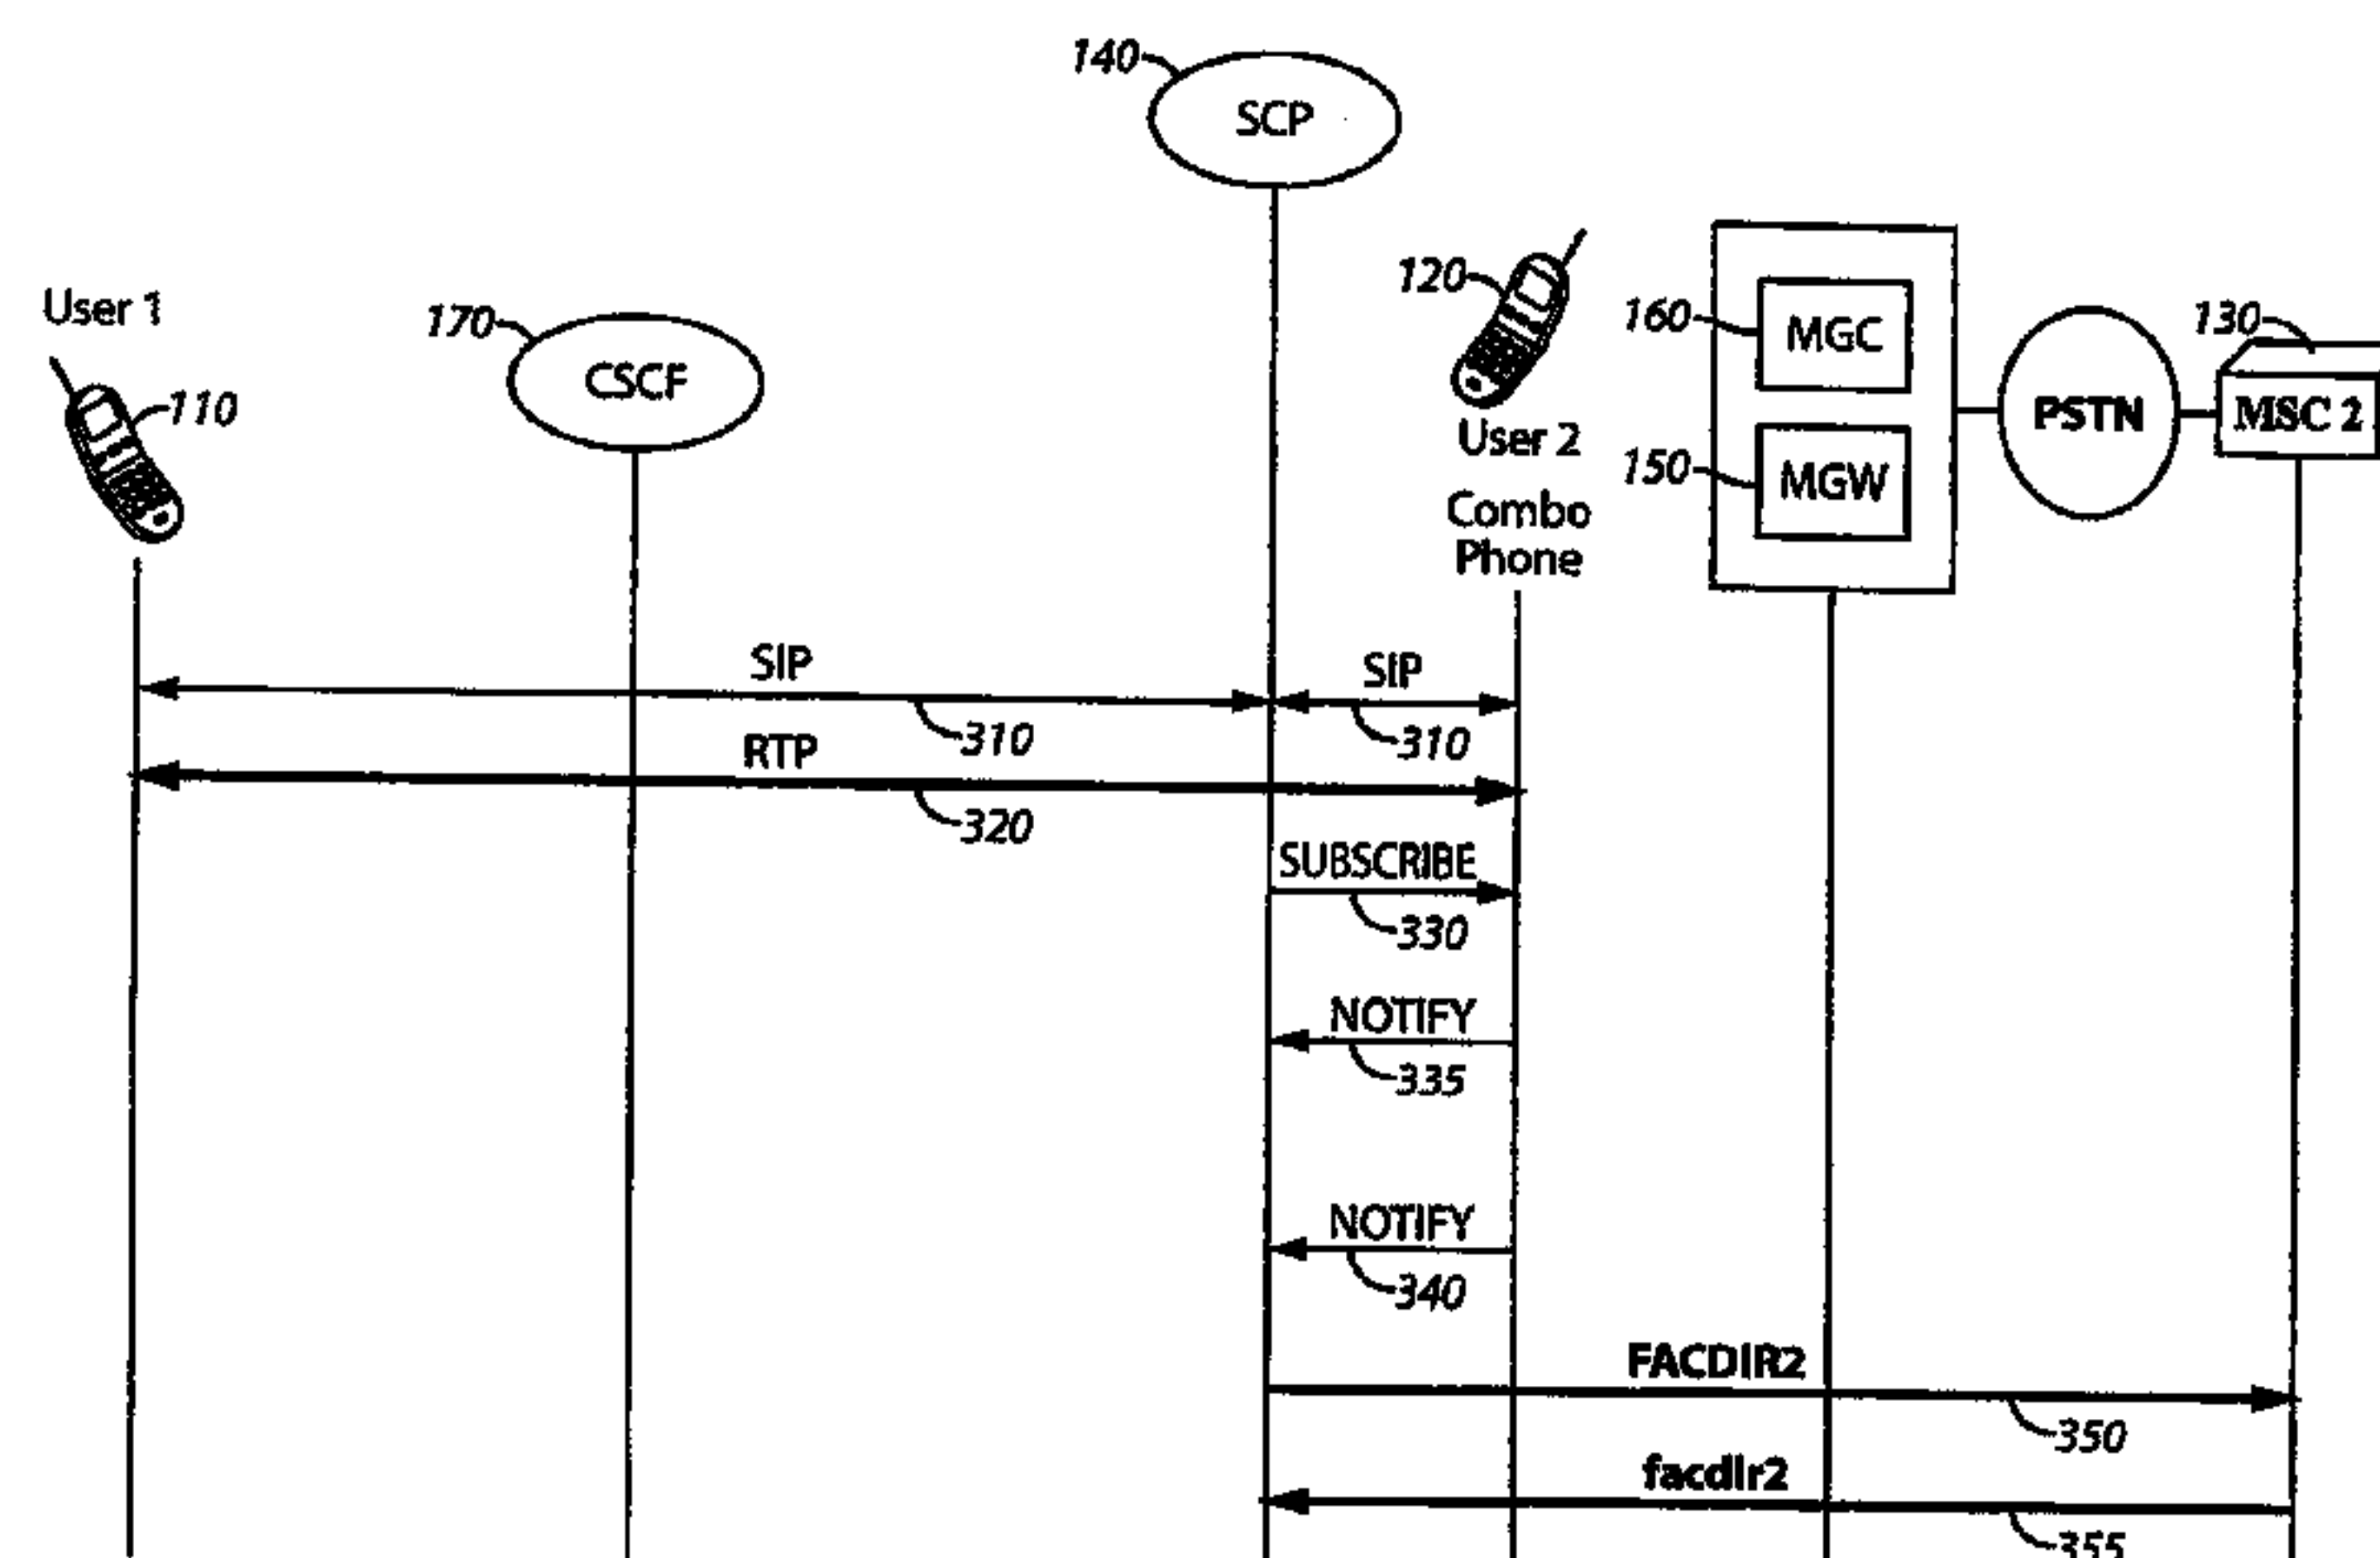 140
SCP
User 1
110
170
CSCF
120
User 2
Combo
Phone
160
MGC
150
MGW
PSTN
130
MSC 2
SIP
310
SIP
310
RTP
320
SUBSCRIBE
330
NOTIFY
335
NOTIFY
340
FACDIR2
350
facdir2
355